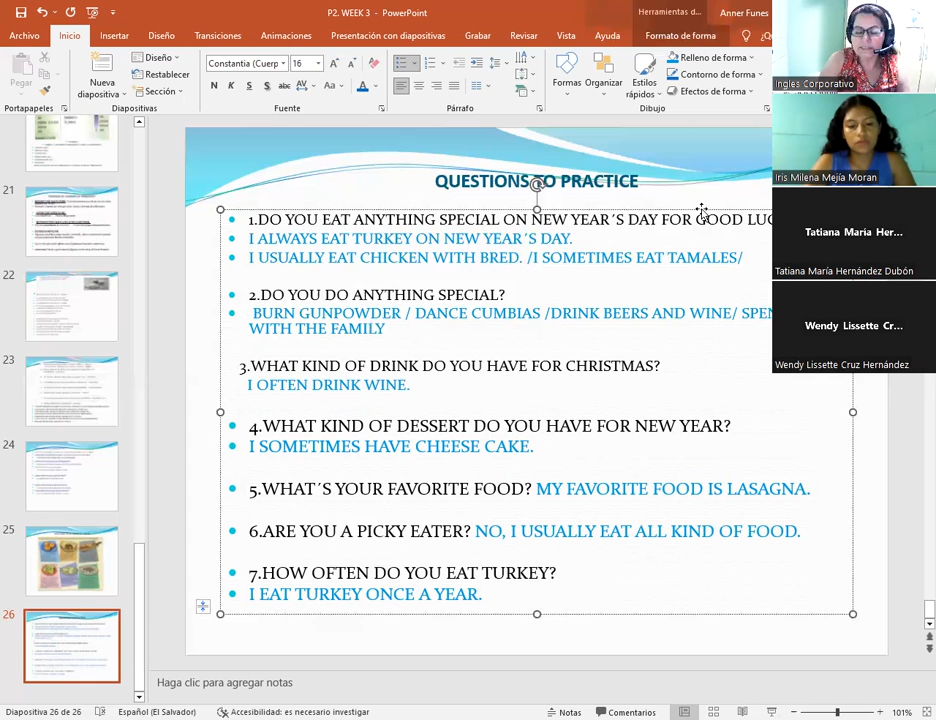 P2. WEEK 3 - PowerPoint
Herramientas d...
Anner Funes
Archivo
Inicio
Insertar
Diseño
Transiciones
Animaciones
Presentación con diapositivas
Grabar
Revisar
Vista
Ayuda
Formato de forma
Pegar
Nueva
diapositiva
Diseño
Restablecer
Sección
Constantia (Cuerp
16
Formas
Organizar
Estilos
rápidos
Relleno de forma
Contorno de forma
Efectos de forma
Portapapeles
Diapositivas
Fuente
Párrafo
Dibujo
Ingles Corporativo
Iris Milena Mejía Moran
Tatiana María Her...
Tatiana María Hernández Dubón
Wendy Lissette Cr...
Wendy Lissette Cruz Hernández
21
22
23
24
25
26
QUESTIONS TO PRACTICE
1.DO YOU EAT ANYTHING SPECIAL ON NEW YEAR´S DAY FOR GOOD LUC
I ALWAYS EAT TURKEY ON NEW YEAR´S DAY.
I USUALLY EAT CHICKEN WITH BRED. /I SOMETIMES EAT TAMALES/
2.DO YOU DO ANYTHING SPECIAL?
BURN GUNPOWDER / DANCE CUMBIAS /DRINK BEERS AND WINE/ SPEN
WITH THE FAMILY
3.WHAT KIND OF DRINK DO YOU HAVE FOR CHRISTMAS?
I OFTEN DRINK WINE.
4.WHAT KIND OF DESSERT DO YOU HAVE FOR NEW YEAR?
I SOMETIMES HAVE CHEESE CAKE.
5.WHAT´S YOUR FAVORITE FOOD? MY FAVORITE FOOD IS LASAGNA.
6.ARE YOU A PICKY EATER? NO, I USUALLY EAT ALL KIND OF FOOD.
7.HOW OFTEN DO YOU EAT TURKEY?
I EAT TURKEY ONCE A YEAR.
Haga clic para agregar notas
Diapositiva 26 de 26
Español (El Salvador)
Accesibilidad: es necesario investigar
Notas
Comentarios
101%